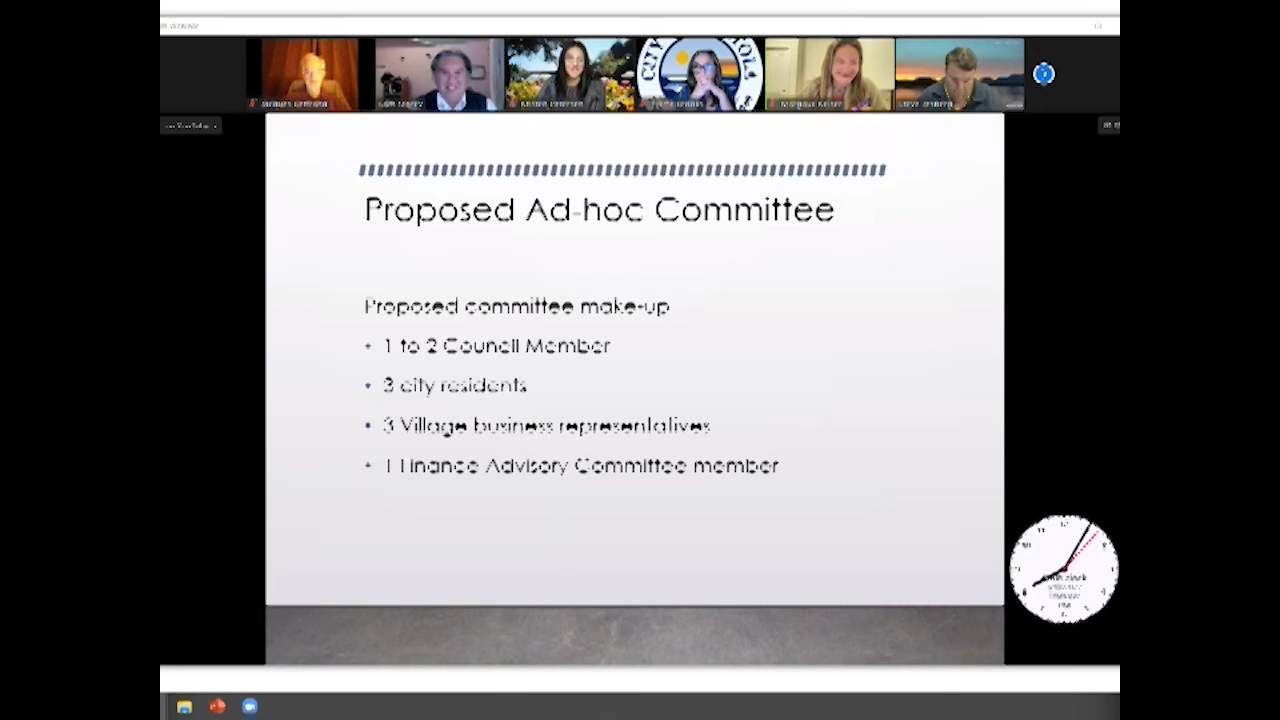 Proposed Ad-hoc Committee
Proposed committee make-up
• 1 to 2 Council Member
• 3 city residents
• 3 Village business representatives
• 1 Finance Advisory Committee member